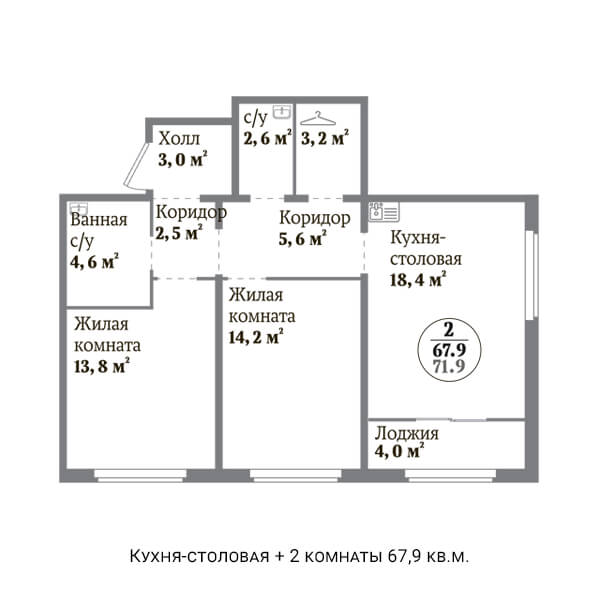 с/у
2,6 м²
3,2 м²
Холл
3,0 м²
Ванная
с/у
4,6 м²
Коридор
2,5 м²
Коридор
5,6 м²
Кухня-
столовая
18,4 м²
Жилая
комната
13,8 м²
Жилая
комната
14,2 м²
2
67.9
71.9
Лоджия
4,0 м²
Кухня-столовая + 2 комнаты 67,9 кв.м.